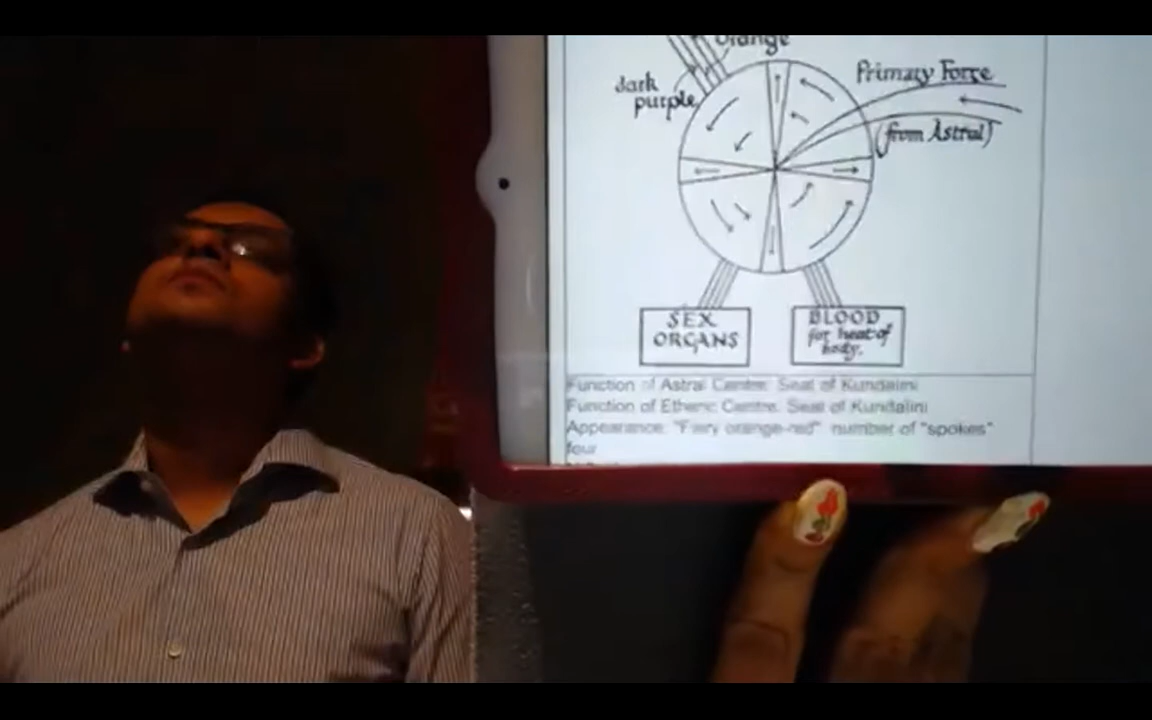 Orange
dark
purple
Primary Force
(from Astral)
SEX
ORGANS
BLOOD
for heat of
body.
Function of Astral Centre: Seat of Kundalini
Function of Etheric Centre. Seat of Kundalini
Appearance: "Fiery orange-red" number of "spokes"
four